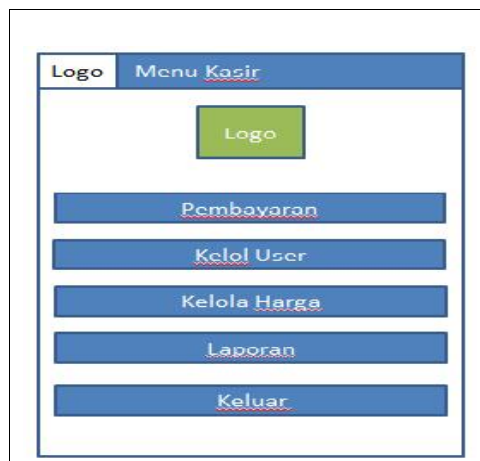 Logo Menu Kasir
Logo
Pembayaran
Kelol User
Kelola Harga
Laporan
Keluar